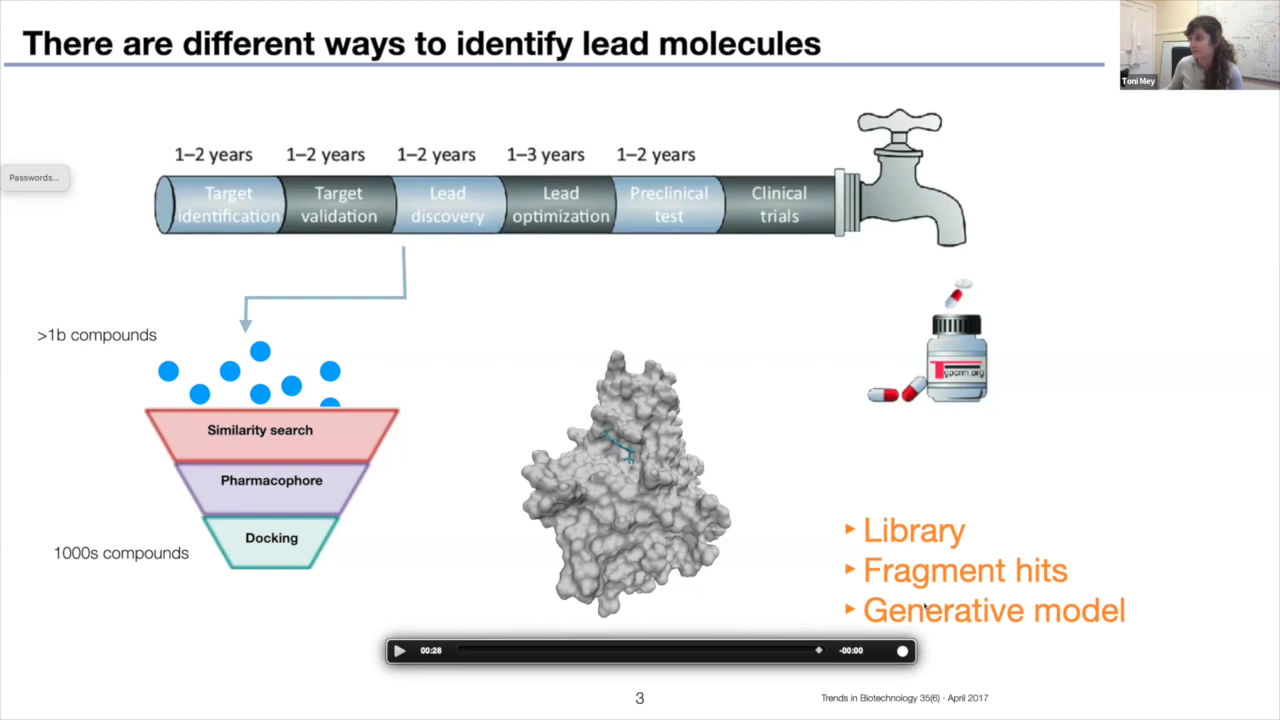 There are different ways to identify lead molecules
Toni Mey
Passwords...
1–2 years 1–2 years 1–2 years 1–3 years 1–2 years
Target identification
Target validation
Lead discovery
Lead optimization
Preclinical test
Clinical trials
>1b compounds
Similarity search
Pharmacophore
Docking
1000s compounds
▸ Library
▸ Fragment hits
▸ Generative model
00:28
-00:00
3
Trends in Biotechnology 35(6) · April 2017